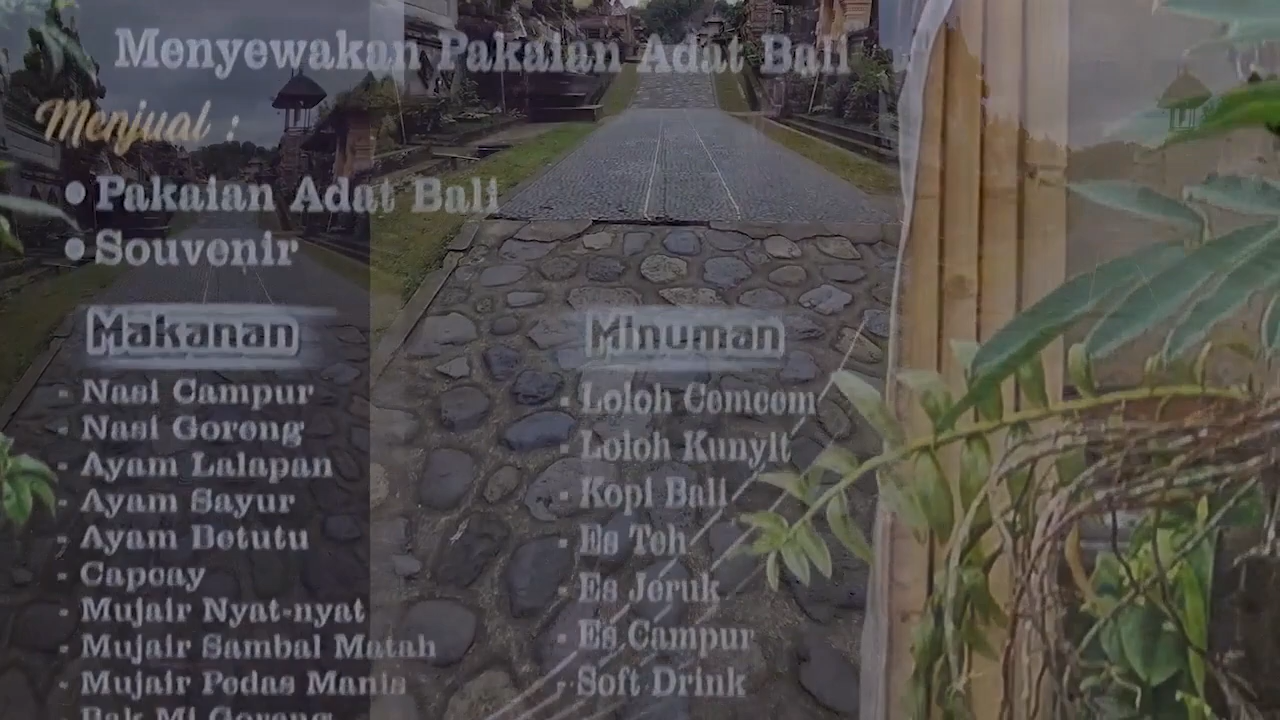 Menyewakan Pakaian Adat Bali
Menjual :
• Pakaian Adat Bali
• Souvenir
Makanan
- Nasi Campur
- Nasi Goreng
- Ayam Lalapan
- Ayam Sayur
- Ayam Betutu
- Capcay
- Mujair Nyat-nyat
- Mujair Sambal Matah
- Mujair Pedas Manis
Mi Goreng
Minuman
- Loloh Cemcem
- Loloh Kunyit
- Kopi Bali
- Es Teh
- Es Jeruk
- Es Campur
- Soft Drink